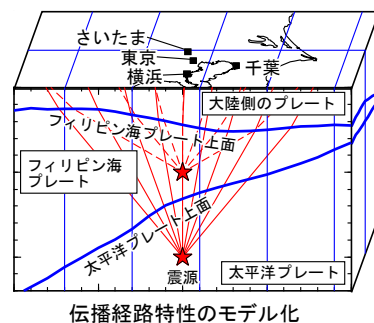 さいたま
東京
横浜
千葉
大陸側のプレート
フィリピン海プレート上面
フィリピン海
プレート
太平洋プレート上面
震源
太平洋プレート
伝播経路特性のモデル化